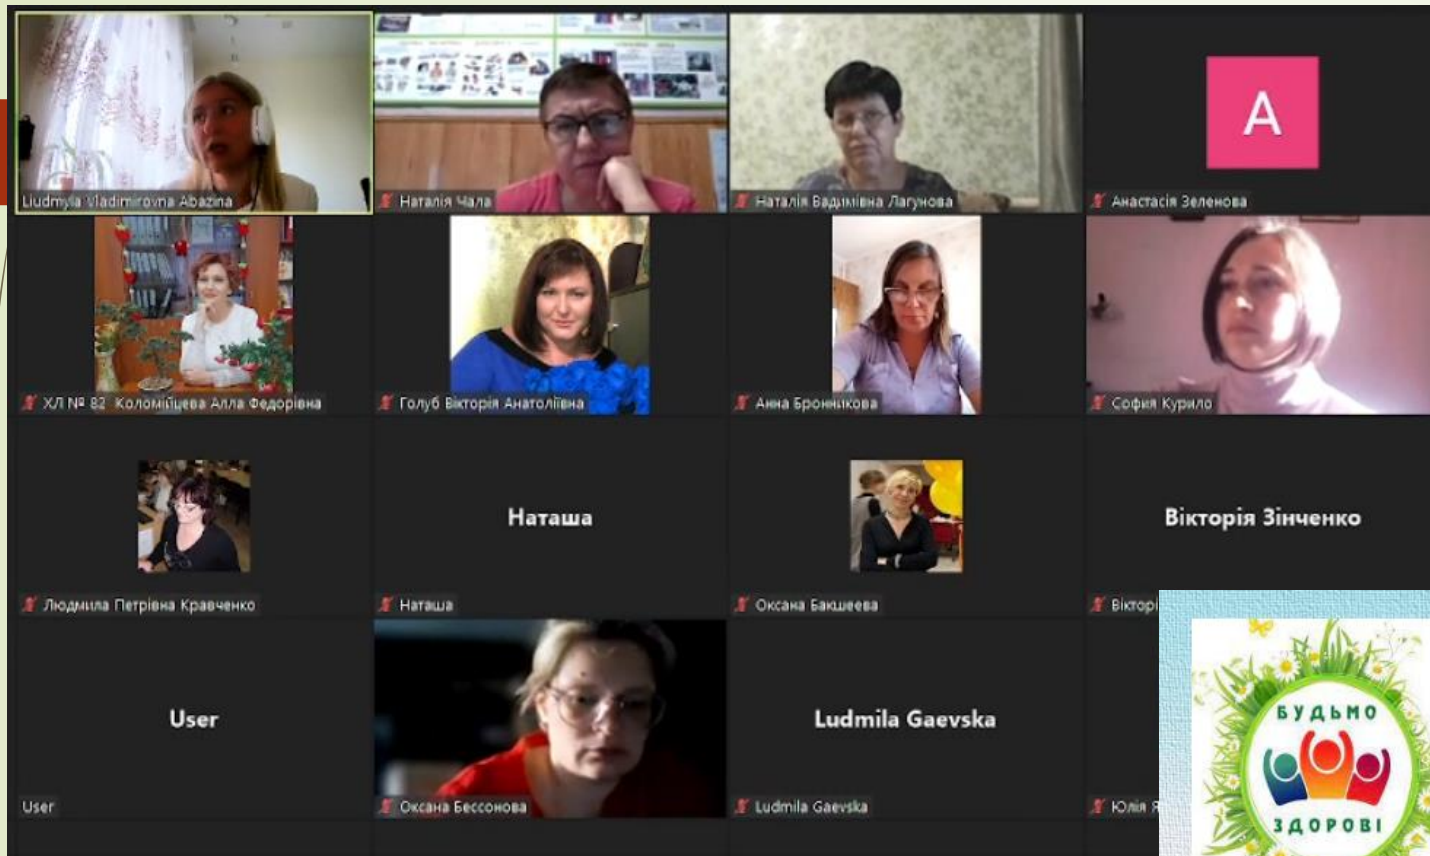 Liudmyla Vladimirovna Abazina
Наталія Чала
Наталія Вадимівна Лагунова
А
Анастасія Зеленова
ХЛ № 82 Коломійцева Алла Федорівна
Голуб Вікторія Анатоліївна
Анна Бронникова
София Курило
Людмила Петрівна Кравченко
Наташа
Наташа
Оксана Бакшеева
Вікторія Зінченко
Вікторі
User
User
Оксана Бессонова
Ludmila Gaevska
Ludmila Gaevska
Юлія Я
БУДЬМО
ЗДОРОВІ